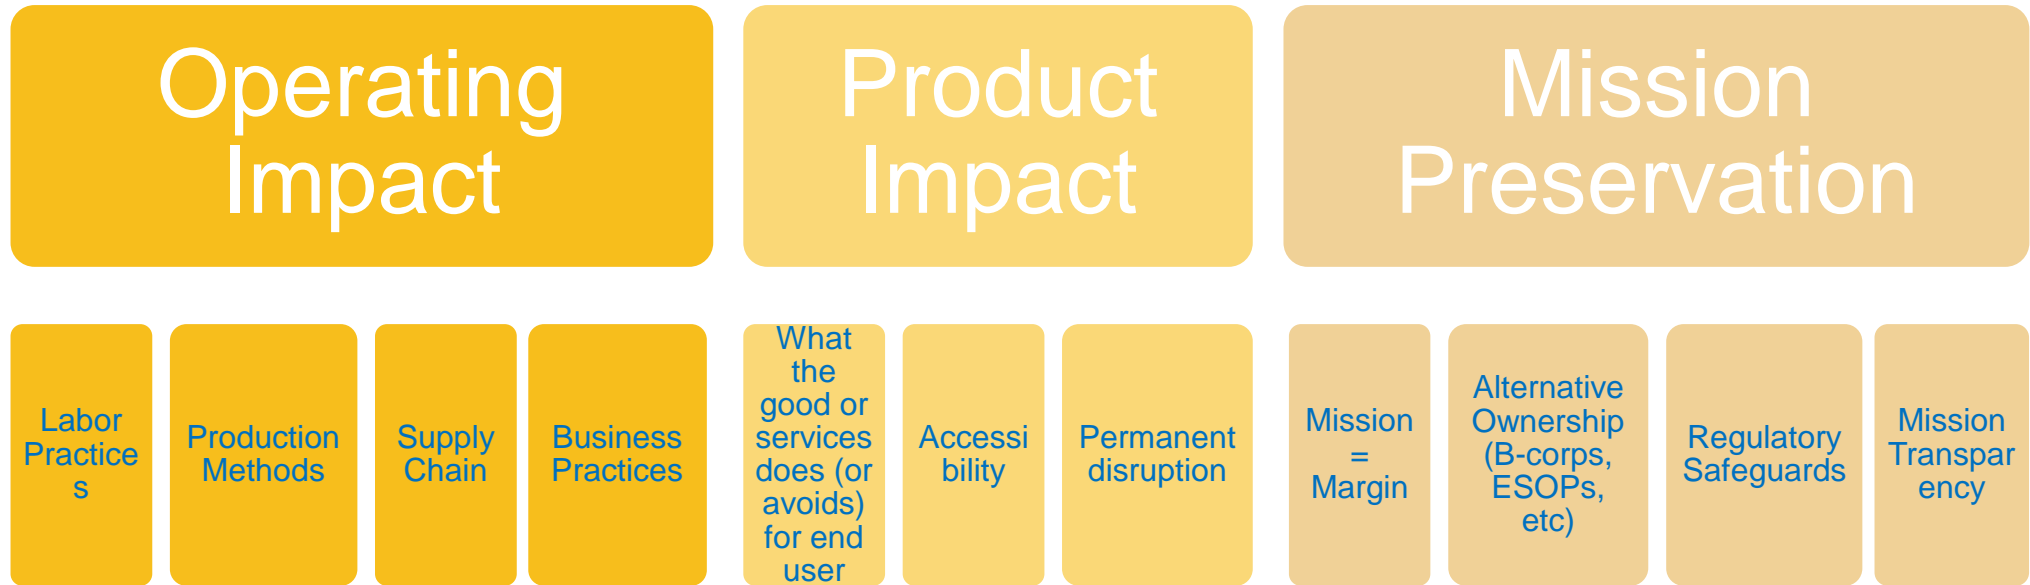 Operating
Impact
Product
Impact
Mission
Preservation
Labor
Practice
s
Production
Methods
Supply
Chain
Business
Practices
What
the
good or
services
does (or
avoids)
for end
user
Accessi
bility
Permanent
disruption
Mission
=
Margin
Alternative
Ownership
(B-corps,
ESOPs,
etc)
Regulatory
Safeguards
Mission
Transpar
ency